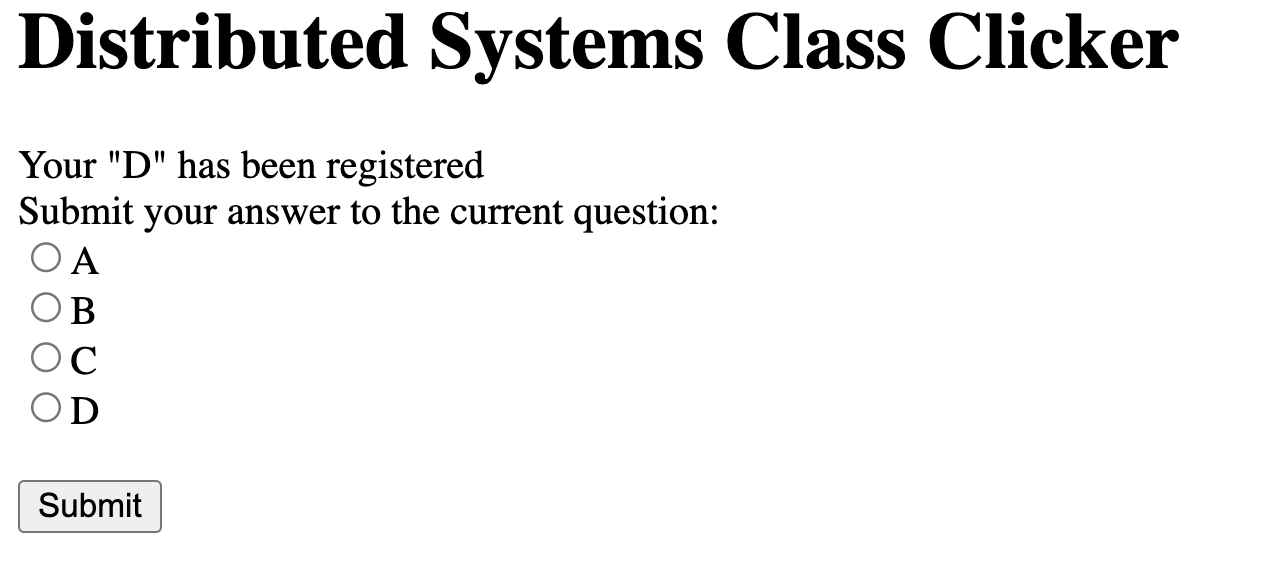 Distributed Systems Class Clicker
Your "D" has been registered
Submit your answer to the current question:
A
B
C
D
Submit